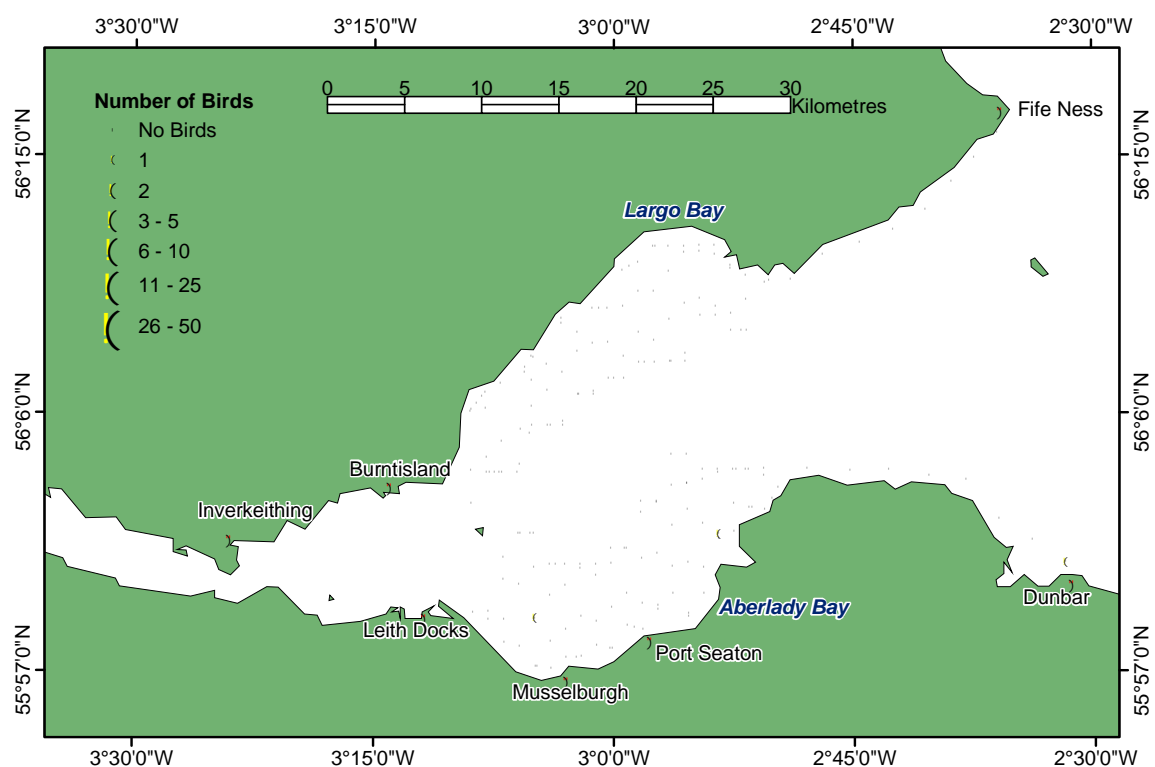 3°30'0"W 3°15'0"W 3°0'0"W 2°45'0"W 2°30'0"W
0 5 10 15 20 25 30
Kilometres
Number of Birds
No Birds
1
2
3 - 5
6 - 10
11 - 25
26 - 50
Fife Ness
56°15'0"N 56°15'0"N
Largo Bay
56°6'0"N 56°6'0"N
Burntisland
Inverkeithing
Dunbar
Aberlady Bay
Leith Docks
Port Seaton
55°57'0"N 55°57'0"N
Musselburgh
3°30'0"W 3°15'0"W 3°0'0"W 2°45'0"W 2°30'0"W